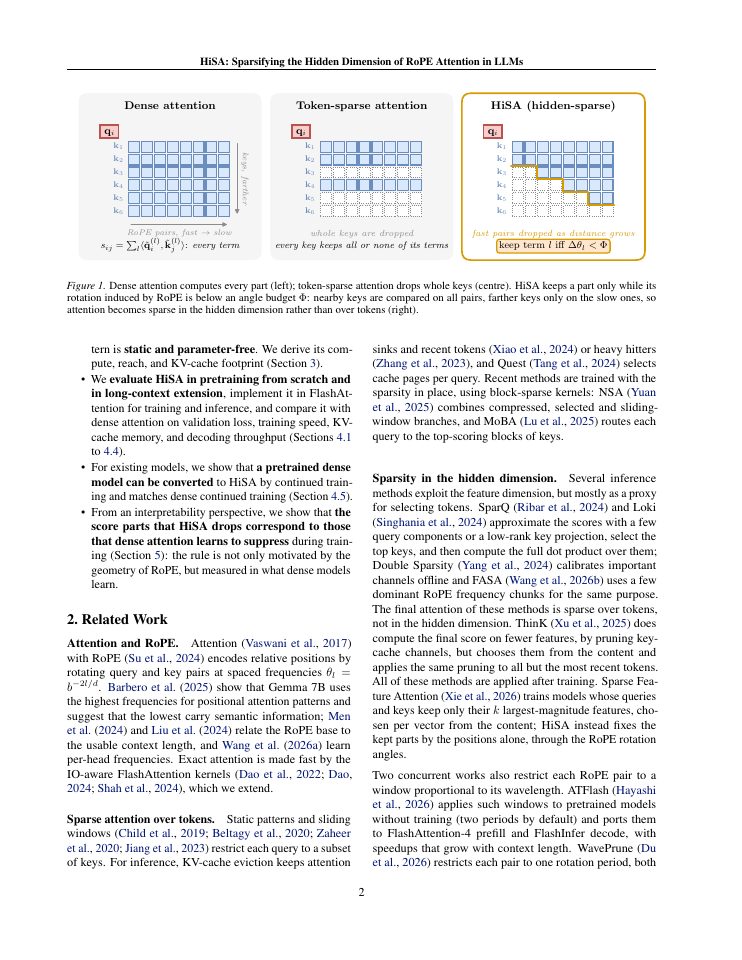 HiSA: Sparsifying the Hidden Dimension of RoPE Attention in LLMs
Dense attention
q_i
k_1
k_2
k_3
k_4
k_5
k_6
keys, farther
RoPE pairs, fast → slow
s_{ij} = ∑_l⟨q̃_i^{(l)}, k̃_j^{(l)}⟩: every term
Token-sparse attention
q_i
k_1
k_2
k_3
k_4
k_5
k_6
whole keys are dropped
every key keeps all or none of its terms
HiSA (hidden-sparse)
q_i
k_1
k_2
k_3
k_4
k_5
k_6
fast pairs dropped as distance grows
keep term l iff Δθ_l < Φ
Figure 1. Dense attention computes every part (left); token-sparse attention drops whole keys (centre). HiSA keeps a part only while its
rotation induced by RoPE is below an angle budget Φ: nearby keys are compared on all pairs, farther keys only on the slow ones, so
attention becomes sparse in the hidden dimension rather than over tokens (right).
tern is static and parameter-free. We derive its com-
pute, reach, and KV-cache footprint (Section 3).
• We evaluate HiSA in pretraining from scratch and
in long-context extension, implement it in FlashAt-
tention for training and inference, and compare it with
dense attention on validation loss, training speed, KV-
cache memory, and decoding throughput (Sections 4.1
to 4.4).
• For existing models, we show that a pretrained dense
model can be converted to HiSA by continued train-
ing and matches dense continued training (Section 4.5).
• From an interpretability perspective, we show that the
score parts that HiSA drops correspond to those
that dense attention learns to suppress during train-
ing (Section 5): the rule is not only motivated by the
geometry of RoPE, but measured in what dense models
learn.
2. Related Work
Attention and RoPE. Attention (Vaswani et al., 2017)
with RoPE (Su et al., 2024) encodes relative positions by
rotating query and key pairs at spaced frequencies θ_l =
b^{−2l/d}. Barbero et al. (2025) show that Gemma 7B uses
the highest frequencies for positional attention patterns and
suggest that the lowest carry semantic information; Men
et al. (2024) and Liu et al. (2024) relate the RoPE base to
the usable context length, and Wang et al. (2026a) learn
per-head frequencies. Exact attention is made fast by the
IO-aware FlashAttention kernels (Dao et al., 2022; Dao,
2024; Shah et al., 2024), which we extend.
Sparse attention over tokens. Static patterns and sliding
windows (Child et al., 2019; Beltagy et al., 2020; Zaheer
et al., 2020; Jiang et al., 2023) restrict each query to a subset
of keys. For inference, KV-cache eviction keeps attention
sinks and recent tokens (Xiao et al., 2024) or heavy hitters
(Zhang et al., 2023), and Quest (Tang et al., 2024) selects
cache pages per query. Recent methods are trained with the
sparsity in place, using block-sparse kernels: NSA (Yuan
et al., 2025) combines compressed, selected and sliding-
window branches, and MoBA (Lu et al., 2025) routes each
query to the top-scoring blocks of keys.
Sparsity in the hidden dimension. Several inference
methods exploit the feature dimension, but mostly as a proxy
for selecting tokens. SparQ (Ribar et al., 2024) and Loki
(Singhania et al., 2024) approximate the scores with a few
query components or a low-rank key projection, select the
top keys, and then compute the full dot product over them;
Double Sparsity (Yang et al., 2024) calibrates important
channels offline and FASA (Wang et al., 2026b) uses a few
dominant RoPE frequency chunks for the same purpose.
The final attention of these methods is sparse over tokens,
not in the hidden dimension. ThinK (Xu et al., 2025) does
compute the final score on fewer features, by pruning key-
cache channels, but chooses them from the content and
applies the same pruning to all but the most recent tokens.
All of these methods are applied after training. Sparse Fea-
ture Attention (Xie et al., 2026) trains models whose queries
and keys keep only their k largest-magnitude features, cho-
sen per vector from the content; HiSA instead fixes the
kept parts by the positions alone, through the RoPE rotation
angles.
Two concurrent works also restrict each RoPE pair to a
window proportional to its wavelength. ATFlash (Hayashi
et al., 2026) applies such windows to pretrained models
without training (two periods by default) and ports them
to FlashAttention-4 prefill and FlashInfer decode, with
speedups that grow with context length. WavePrune (Du
et al., 2026) restricts each pair to one rotation period, both
2